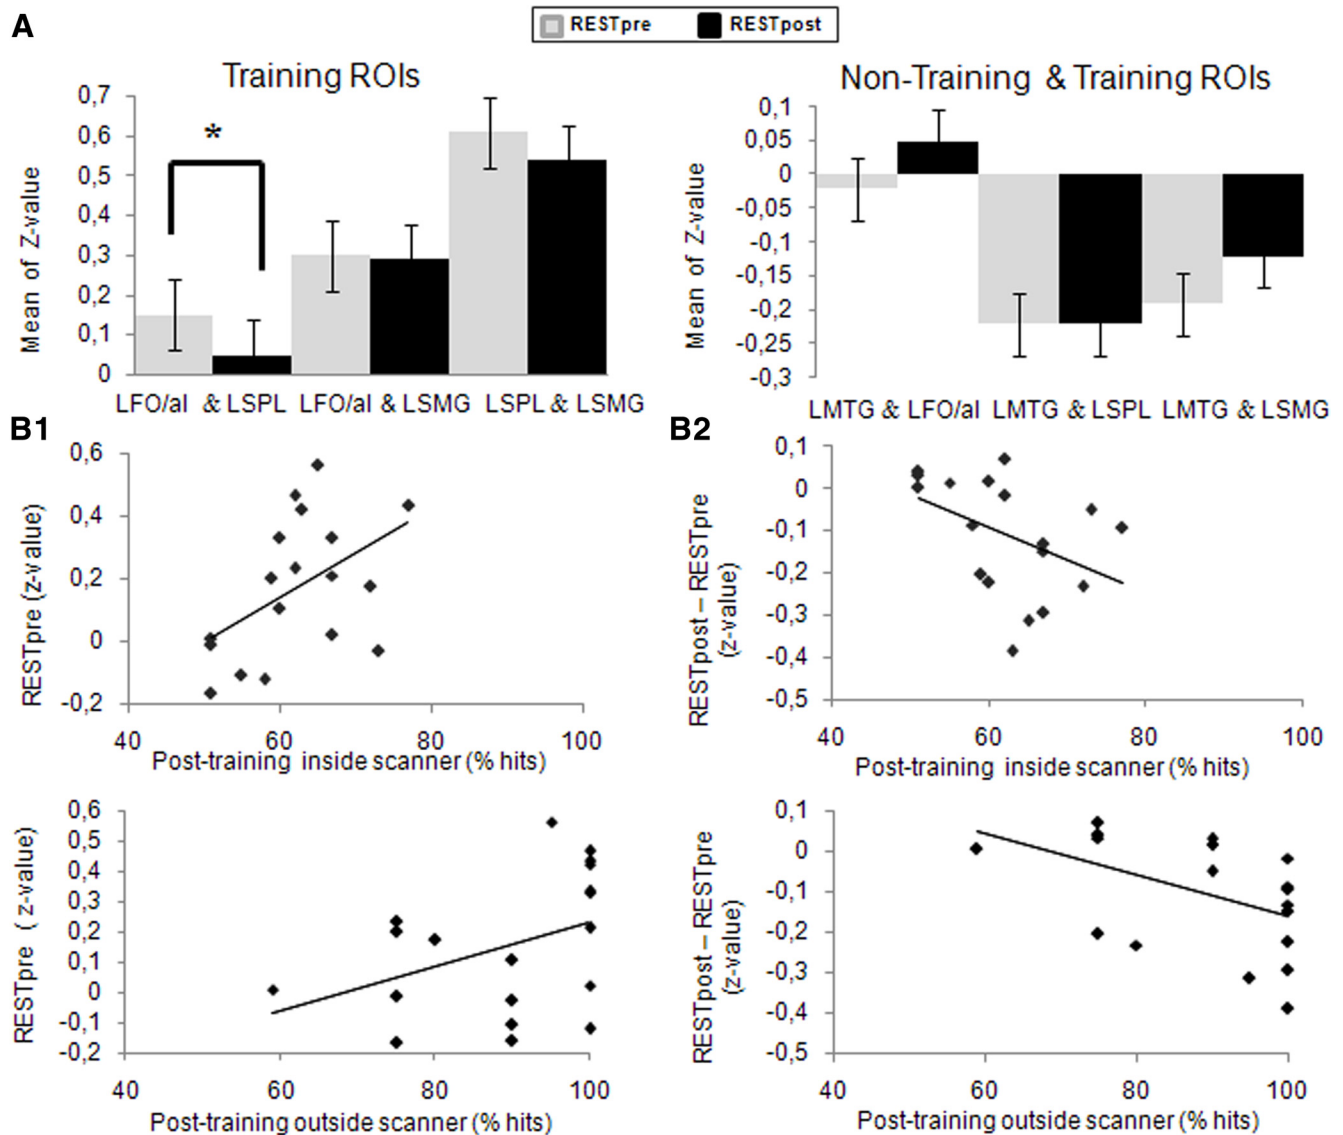 A
RESTpre RESTpost
Training ROIs
0,7
0,6
0,5
0,4
0,3
0,2
0,1
0
*
Mean of Z-value
LFO/aI & LSPL LFO/aI & LSMG LSPL & LSMG
Non-Training & Training ROIs
0,1
0,05
0
-0,05
-0,1
-0,15
-0,2
-0,25
-0,3
Mean of Z-value
LMTG & LFO/aI LMTG & LSPL LMTG & LSMG
B1
0,6
0,4
0,2
0
-0,2
RESTpre (z-value)
40 60 80 100
Post-training inside scanner (% hits)
B2
0,1
0
-0,1
-0,2
-0,3
-0,4
-0,5
RESTpost – RESTpre
(z-value)
40 60 80 100
Post-training inside scanner (% hits)
0,6
0,5
0,4
0,3
0,2
0,1
0
-0,1
-0,2
RESTpre ( z-value)
40 60 80 100
Post-training outside scanner (% hits)
0,1
0
-0,1
-0,2
-0,3
-0,4
-0,5
RESTpost – RESTpre
(z-value)
40 60 80 100
Post-training outside scanner (% hits)